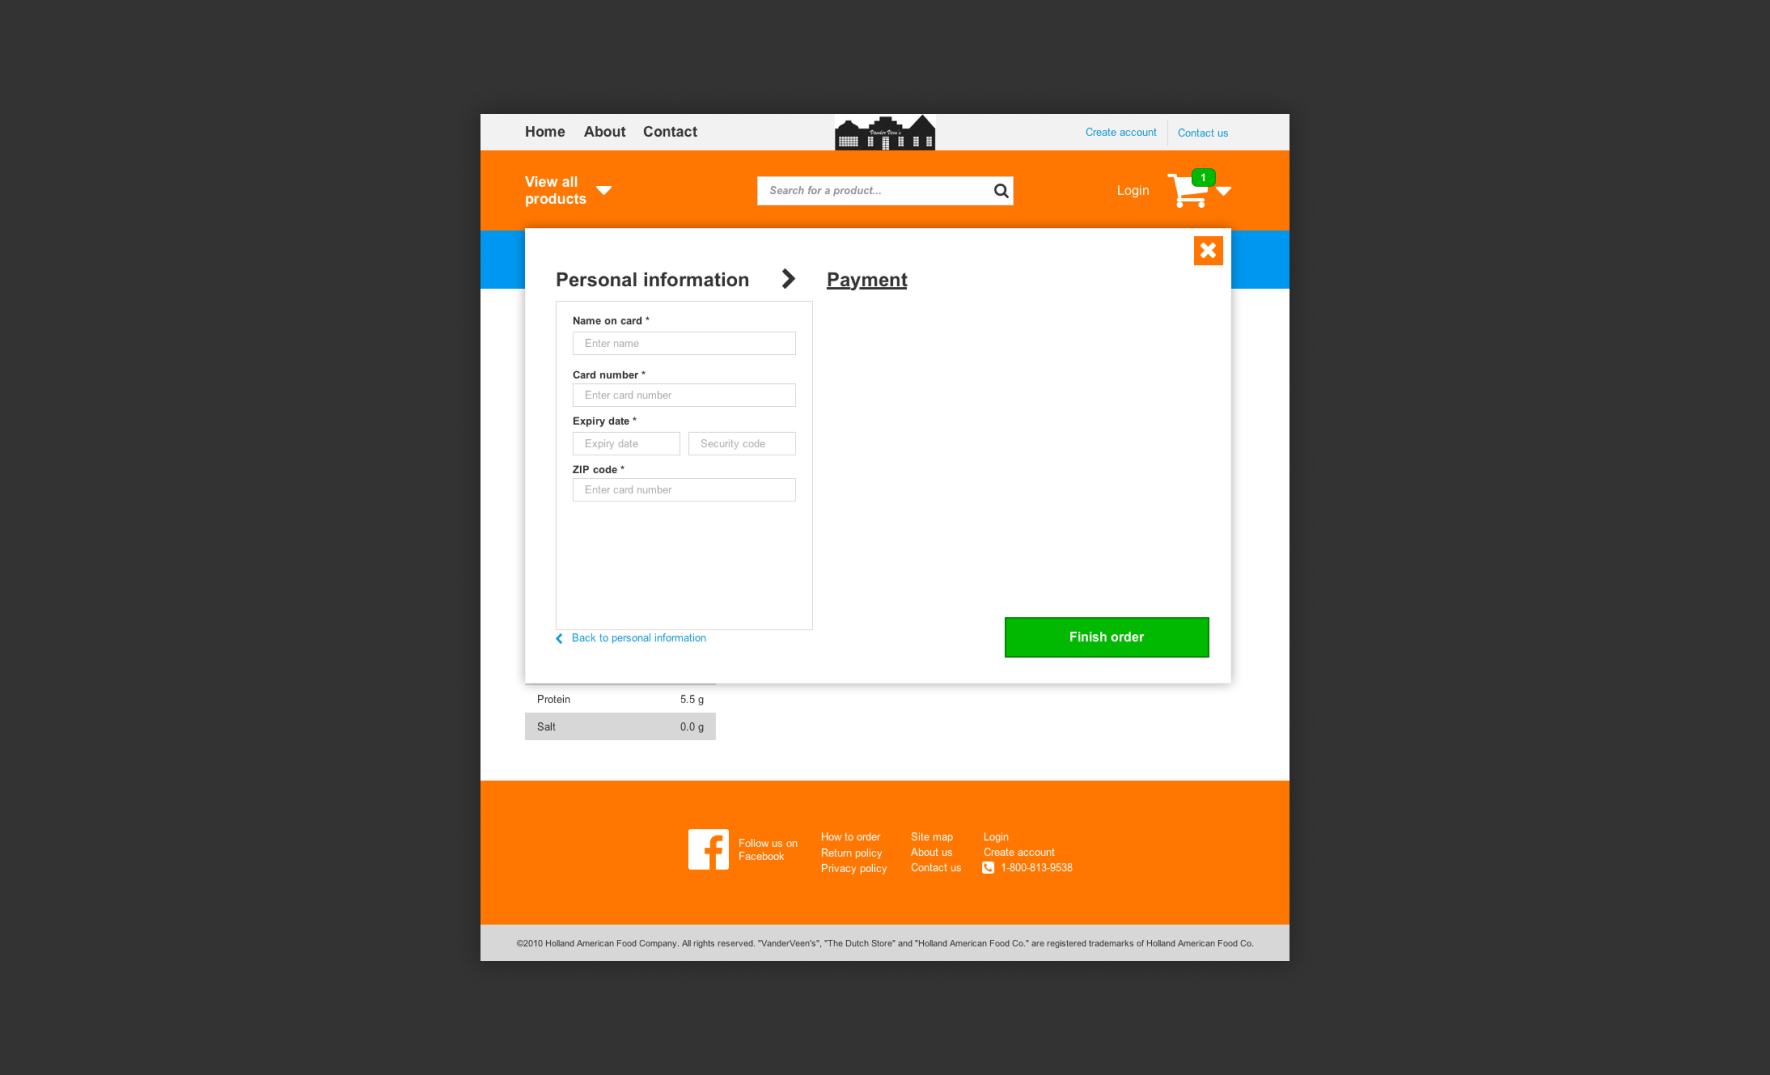 Home About Contact
VanderVeen's
Create account Contact us
View all
products
Search for a product...
Login
1
Personal information Payment
Name on card *
Enter name
Card number *
Enter card number
Expiry date *
Expiry date Security code
ZIP code *
Enter card number
Back to personal information
Finish order
Protein 5.5 g
Salt 0.0 g
Follow us on
Facebook
How to order
Return policy
Privacy policy
Site map
About us
Contact us
Login
Create account
1-800-813-9538
©2010 Holland American Food Company. All rights reserved. "VanderVeen's", "The Dutch Store" and "Holland American Food Co." are registered trademarks of Holland American Food Co.